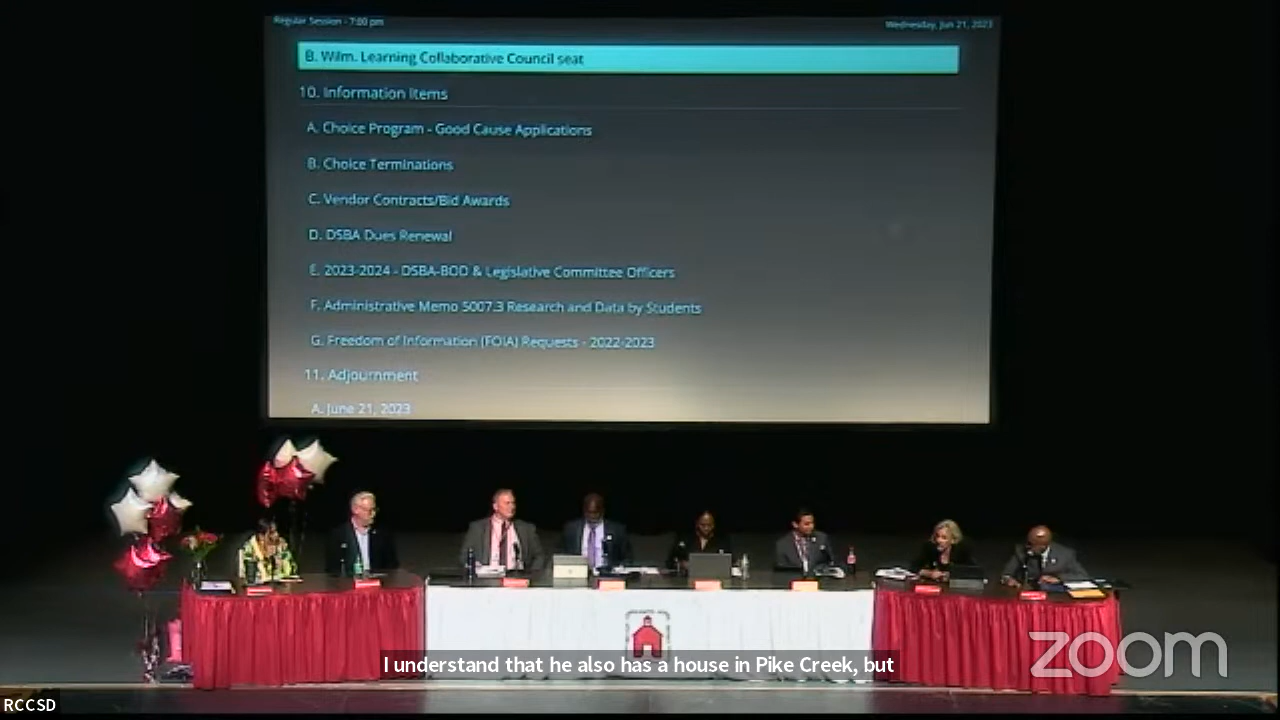 Regular Session - 7:00 pm
Wednesday, Jun 21, 2023
B. Wilm. Learning Collaborative Council seat
10. Information Items
A. Choice Program - Good Cause Applications
B. Choice Terminations
C. Vendor Contracts/Bid Awards
D. DSBA Dues Renewal
E. 2023-2024 - DSBA-BOD & Legislative Committee Officers
F. Administrative Memo 5007.3 Research and Data by Students
G. Freedom of Information (FOIA) Requests - 2022-2023
11. Adjournment
A. June 21, 2023
I understand that he also has a house in Pike Creek, but
zoom
RCCSD